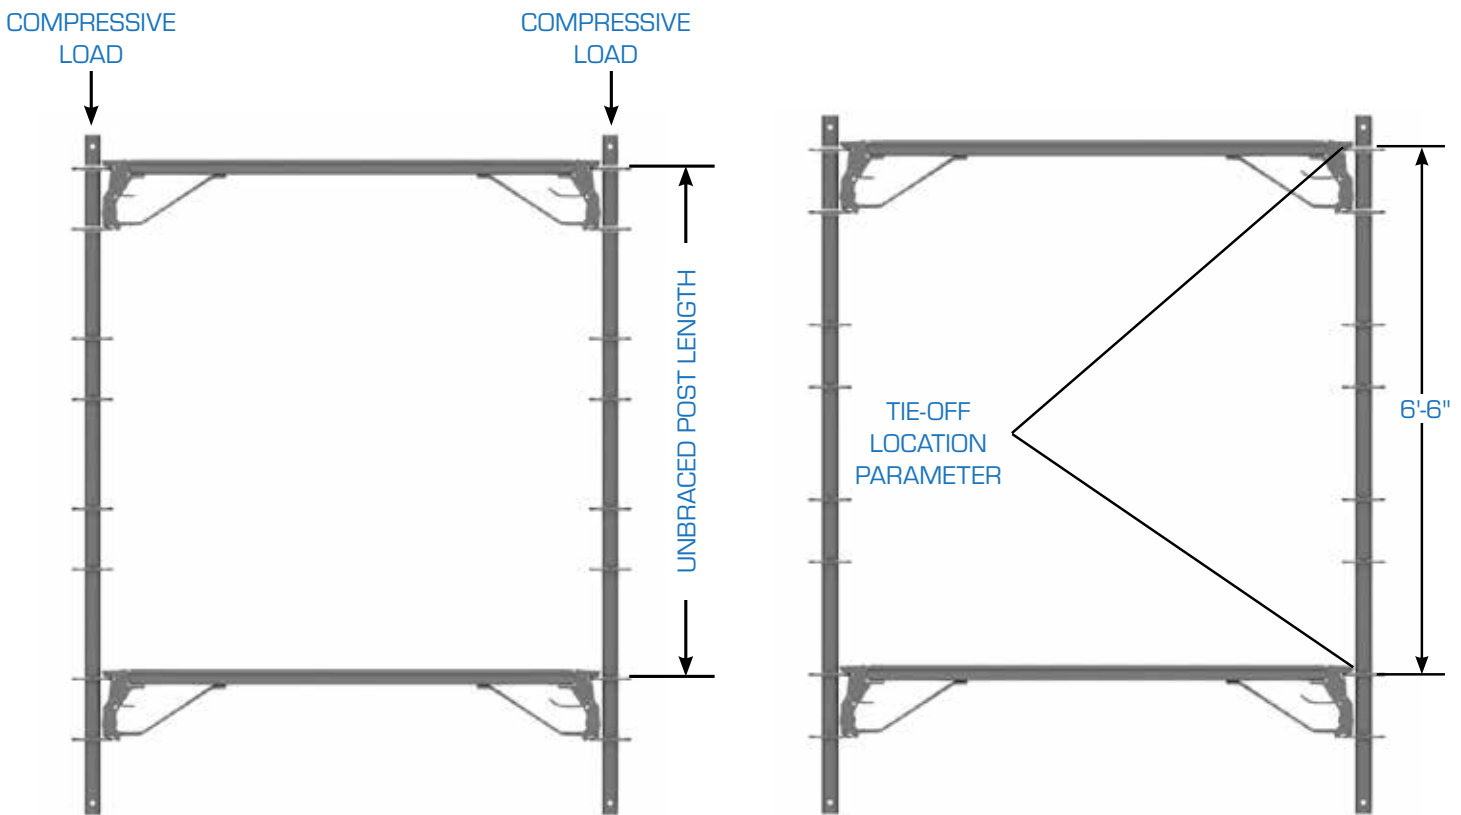 COMPRESSIVE
LOAD
COMPRESSIVE
LOAD
UNBRACED POST LENGTH
TIE-OFF
LOCATION
PARAMETER
6'-6"